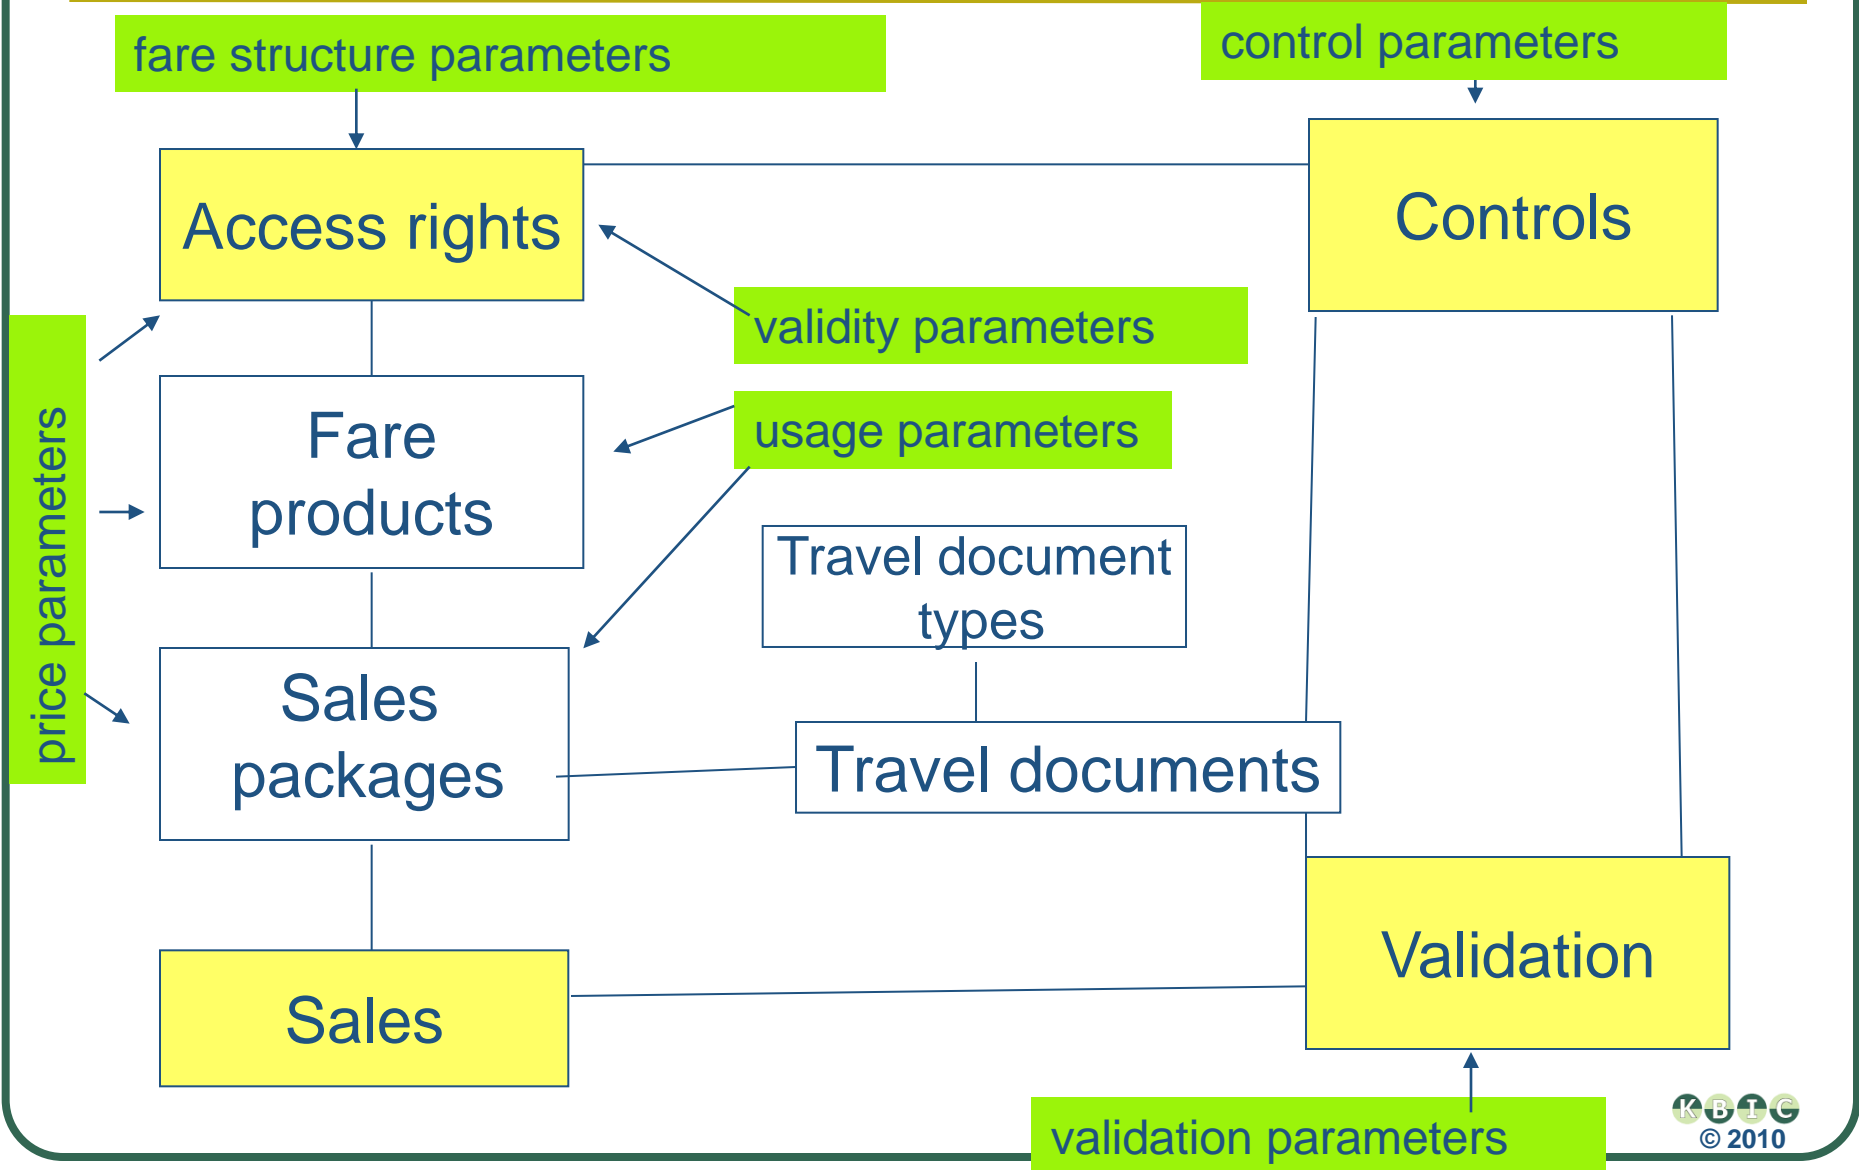 fare structure parameters
control parameters
Access rights
Controls
validity parameters
price parameters
Fare
products
usage parameters
Travel document
types
Sales
packages
Travel documents
Validation
Sales
validation parameters
KBIC
© 2010